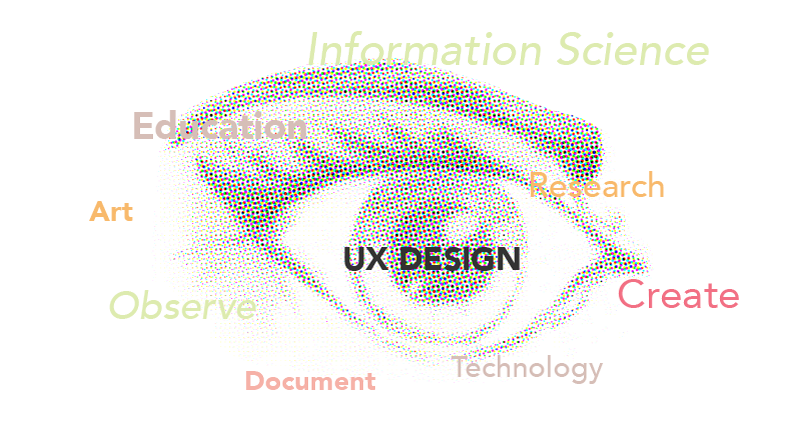 Information Science
Education
Research
Art
UX DESIGN
Create
Observe
Technology
Document